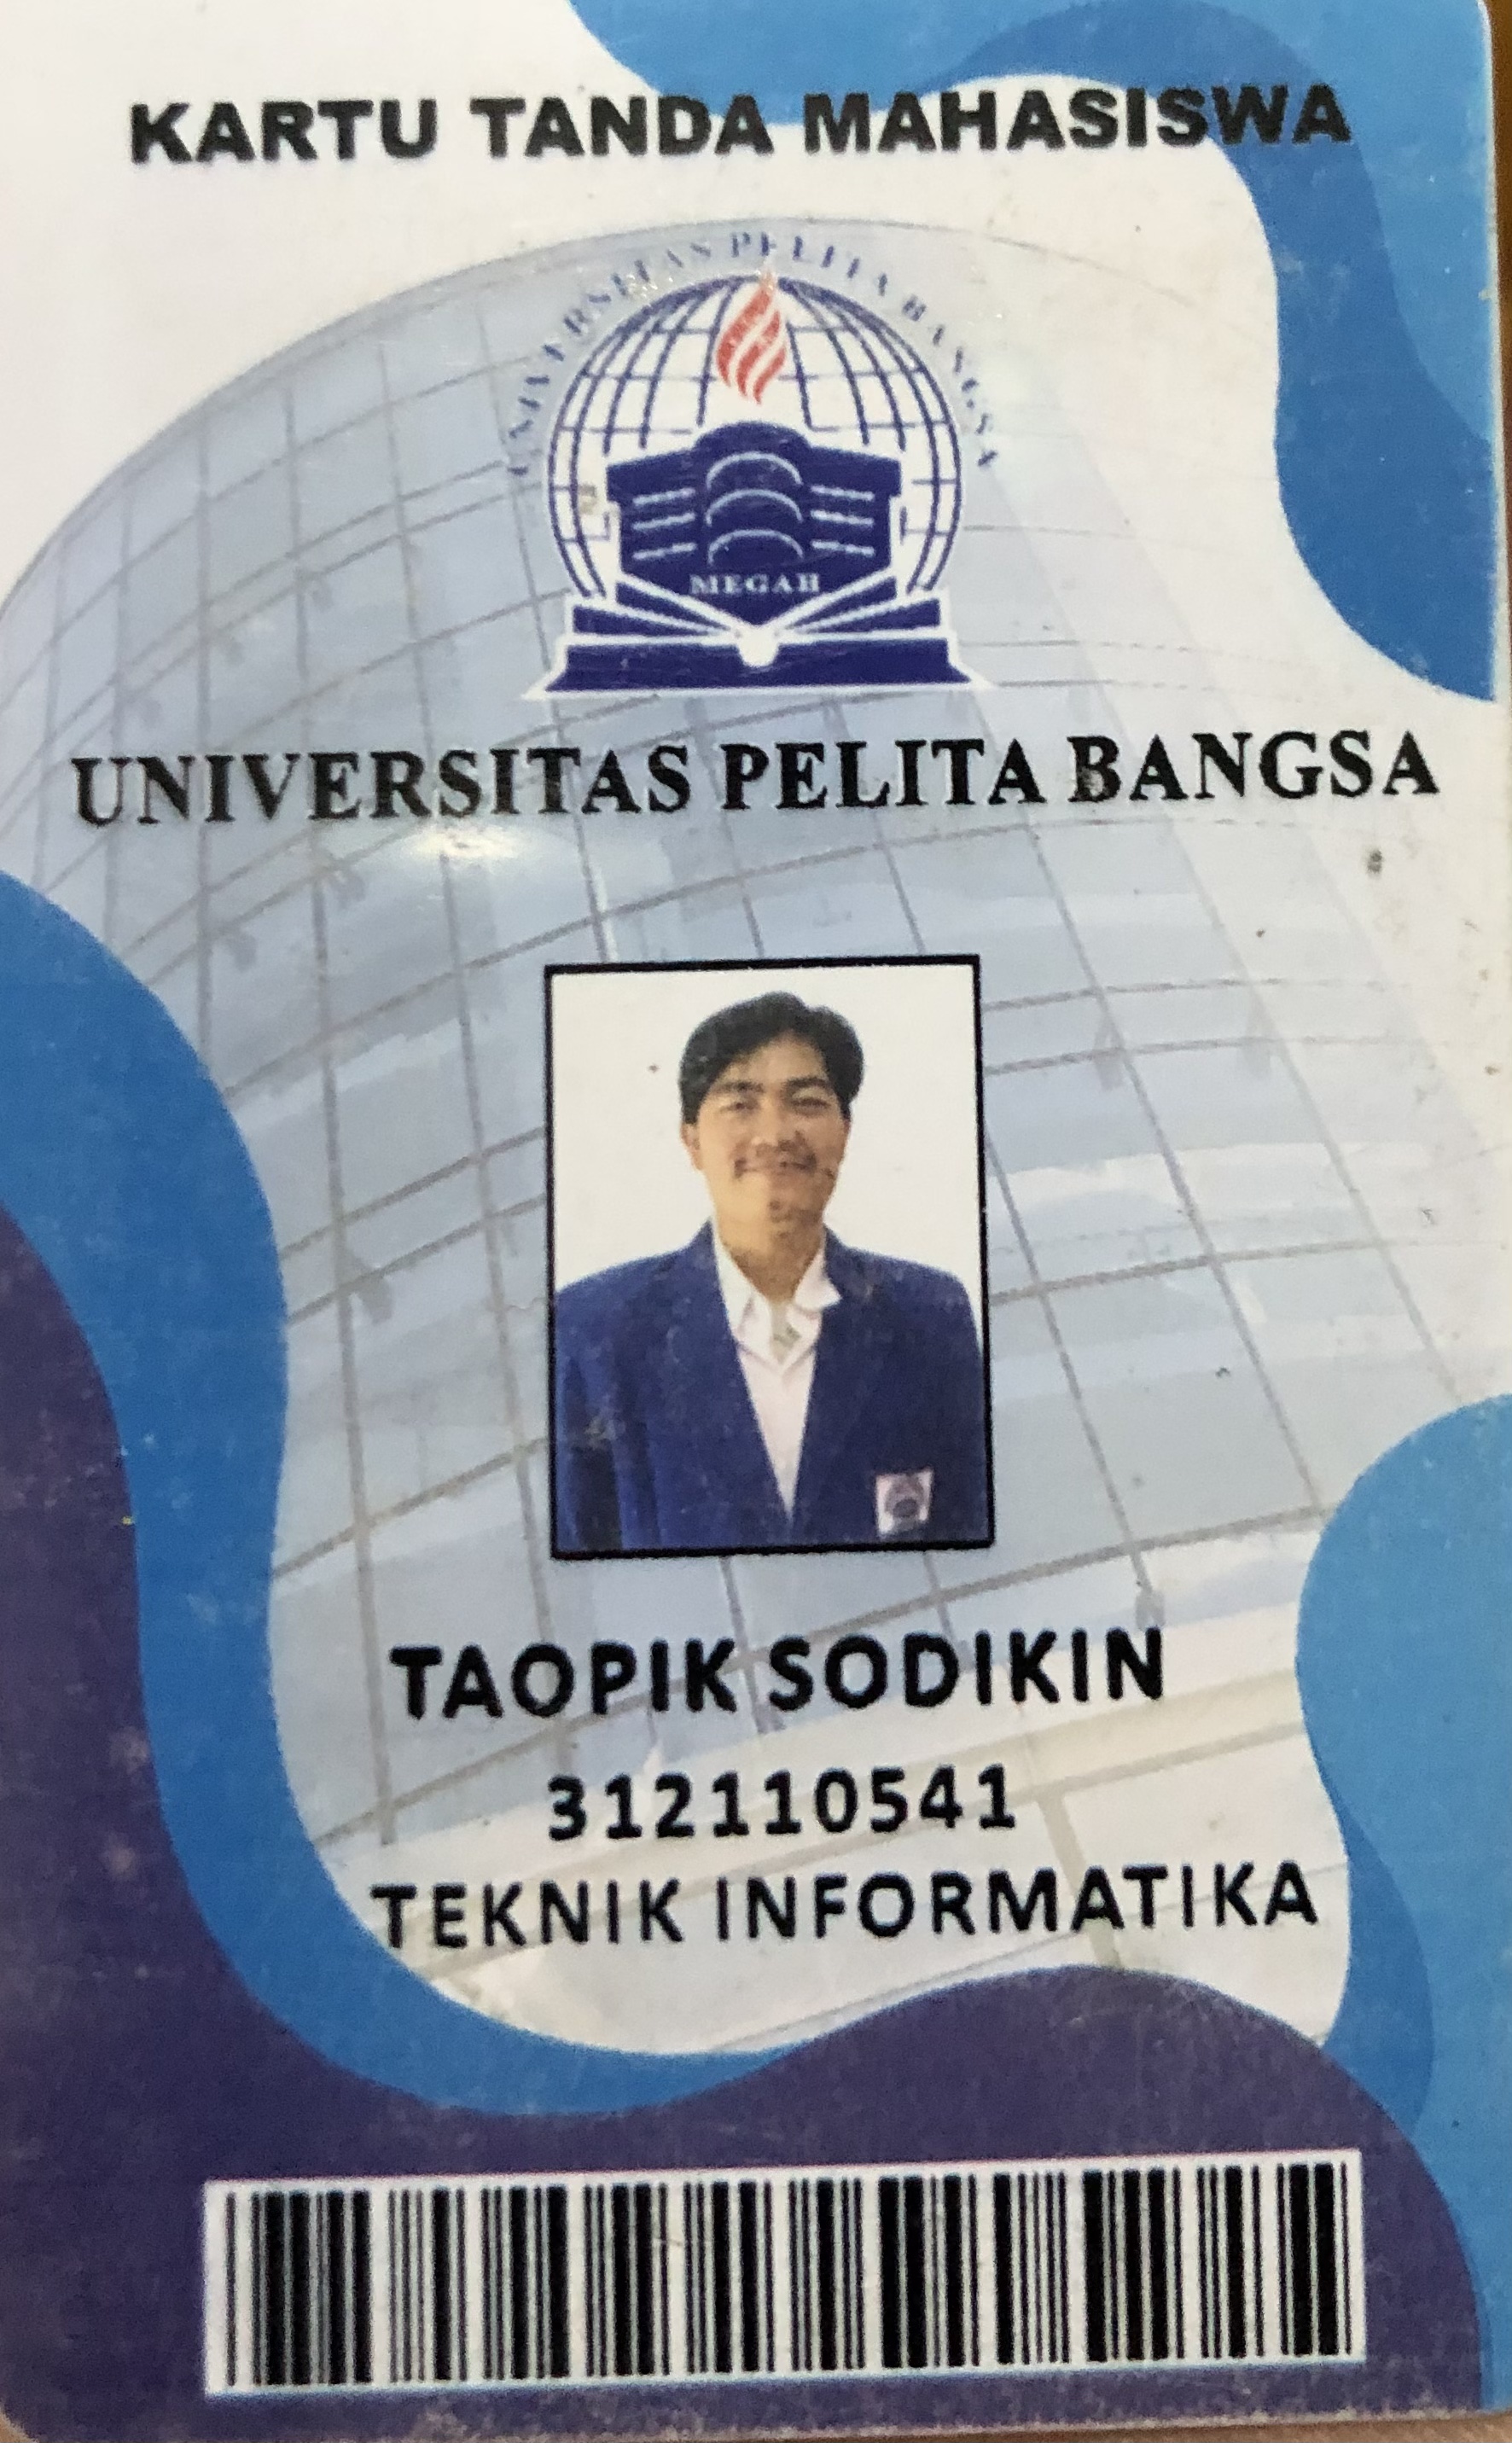 KARTU TANDA MAHASISWA
UNIVERSITAS PELITA BANGSA
MEGAH
UNIVERSITAS PELITA BANGSA
TAOPIK SODIKIN
312110541
TEKNIK INFORMATIKA